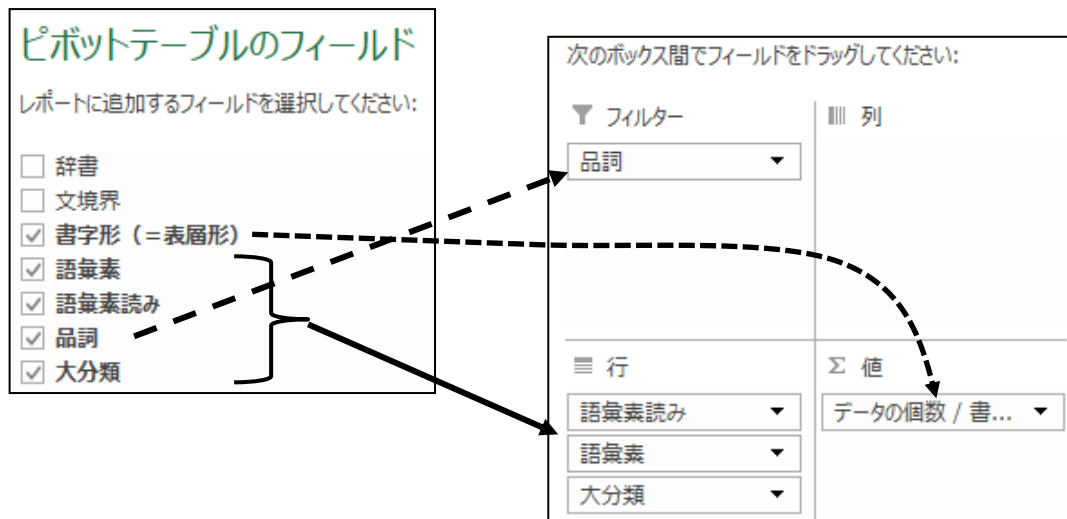 ピボットテーブルのフィールド
レポートに追加するフィールドを選択してください:
辞書
文境界
書字形（＝表層形）
語彙素
語彙素読み
品詞
大分類
次のボックス間でフィールドをドラッグしてください:
フィルター
列
品詞
行
Σ 値
語彙素読み
データの個数 / 書...
語彙素
大分類